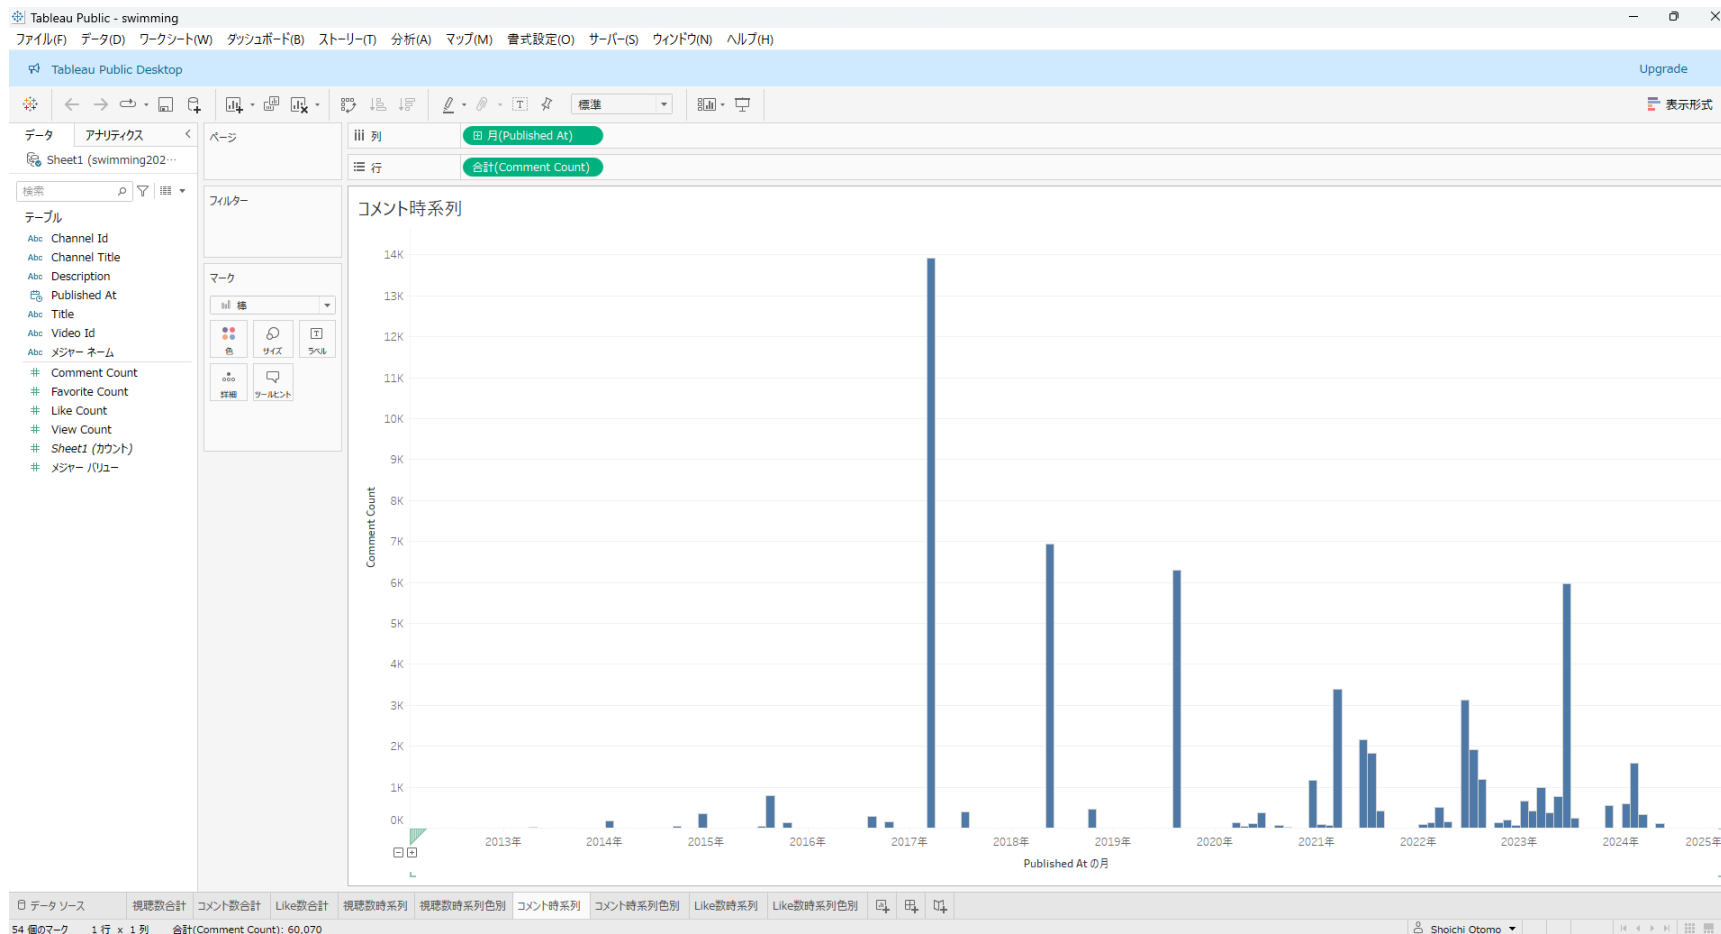 Tableau Public - swimming
ファイル(F) データ(D) ワークシート(W) ダッシュボード(B) ストーリー(T) 分析(A) マップ(M) 書式設定(O) サーバー(S) ウィンドウ(N) ヘルプ(H)
Tableau Public Desktop Upgrade
標準 表示形式
データ アナリティクス
Sheet1 (swimming202…
検索
テーブル
Abc Channel Id
Abc Channel Title
Abc Description
Published At
Abc Title
Abc Video Id
Abc メジャー ネーム
# Comment Count
# Favorite Count
# Like Count
# View Count
# Sheet1 (カウント)
# メジャー バリュー
ページ
フィルター
マーク
棒
色 サイズ ラベル
詳細 ツールヒント
列 月(Published At)
行 合計(Comment Count)
コメント時系列
14K
13K
12K
11K
10K
9K
8K
7K
6K
5K
4K
3K
2K
1K
0K
Comment Count
2013年 2014年 2015年 2016年 2017年 2018年 2019年 2020年 2021年 2022年 2023年 2024年 2025年
Published At の月
データ ソース 視聴数合計 コメント数合計 Like数合計 視聴数時系列 視聴数時系列色別 コメント時系列 コメント時系列色別 Like数時系列 Like数時系列色別
54 個のマーク 1 行 x 1 列 合計(Comment Count): 60,070 Shoichi Otomo